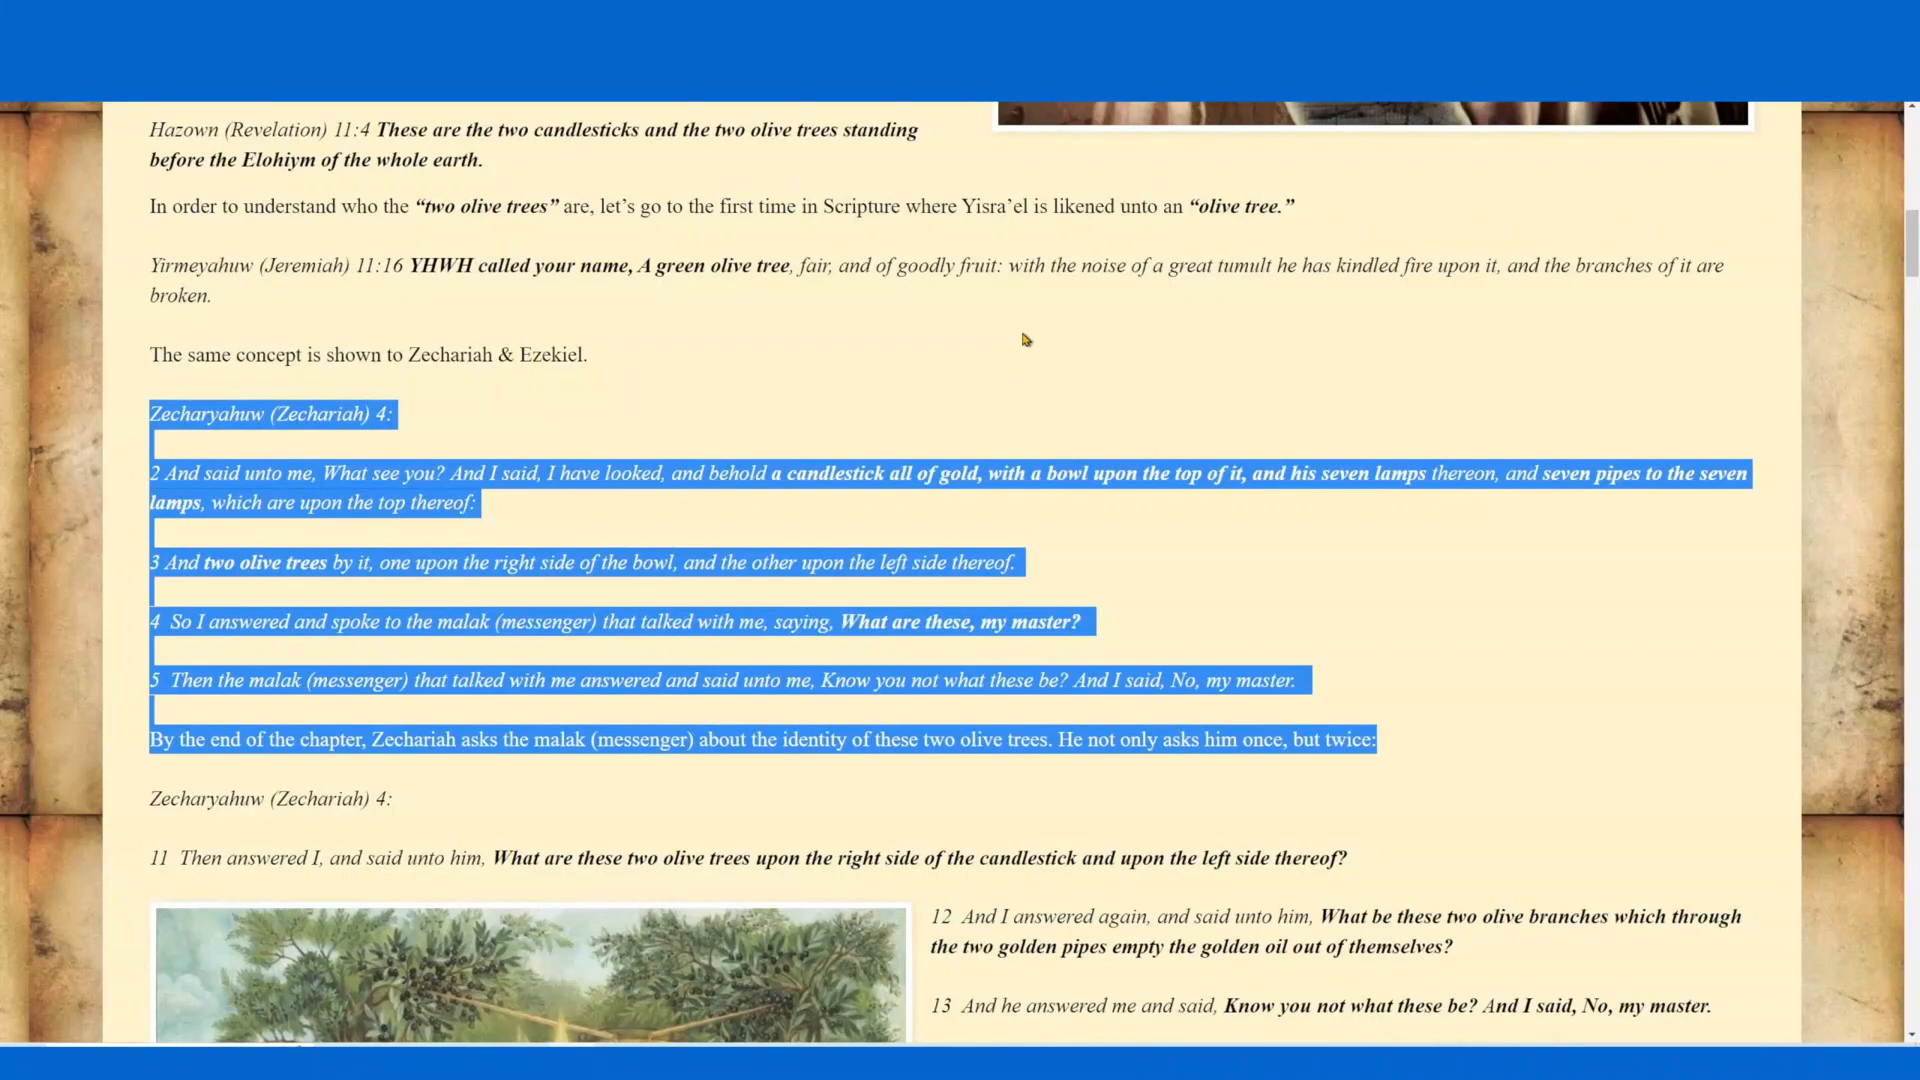 Hazown (Revelation) 11:4 These are the two candlesticks and the two olive trees standing
before the Elohiym of the whole earth.
In order to understand who the “two olive trees” are, let’s go to the first time in Scripture where Yisra’el is likened unto an “olive tree.”
Yirmeyahuw (Jeremiah) 11:16 YHWH called your name, A green olive tree, fair, and of goodly fruit: with the noise of a great tumult he has kindled fire upon it, and the branches of it are
broken.
The same concept is shown to Zechariah & Ezekiel.
Zecharyahuw (Zechariah) 4:
2 And said unto me, What see you? And I said, I have looked, and behold a candlestick all of gold, with a bowl upon the top of it, and his seven lamps thereon, and seven pipes to the seven
lamps, which are upon the top thereof:
3 And two olive trees by it, one upon the right side of the bowl, and the other upon the left side thereof.
4 So I answered and spoke to the malak (messenger) that talked with me, saying, What are these, my master?
5 Then the malak (messenger) that talked with me answered and said unto me, Know you not what these be? And I said, No, my master.
By the end of the chapter, Zechariah asks the malak (messenger) about the identity of these two olive trees. He not only asks him once, but twice:
Zecharyahuw (Zechariah) 4:
11 Then answered I, and said unto him, What are these two olive trees upon the right side of the candlestick and upon the left side thereof?
12 And I answered again, and said unto him, What be these two olive branches which through
the two golden pipes empty the golden oil out of themselves?
13 And he answered me and said, Know you not what these be? And I said, No, my master.